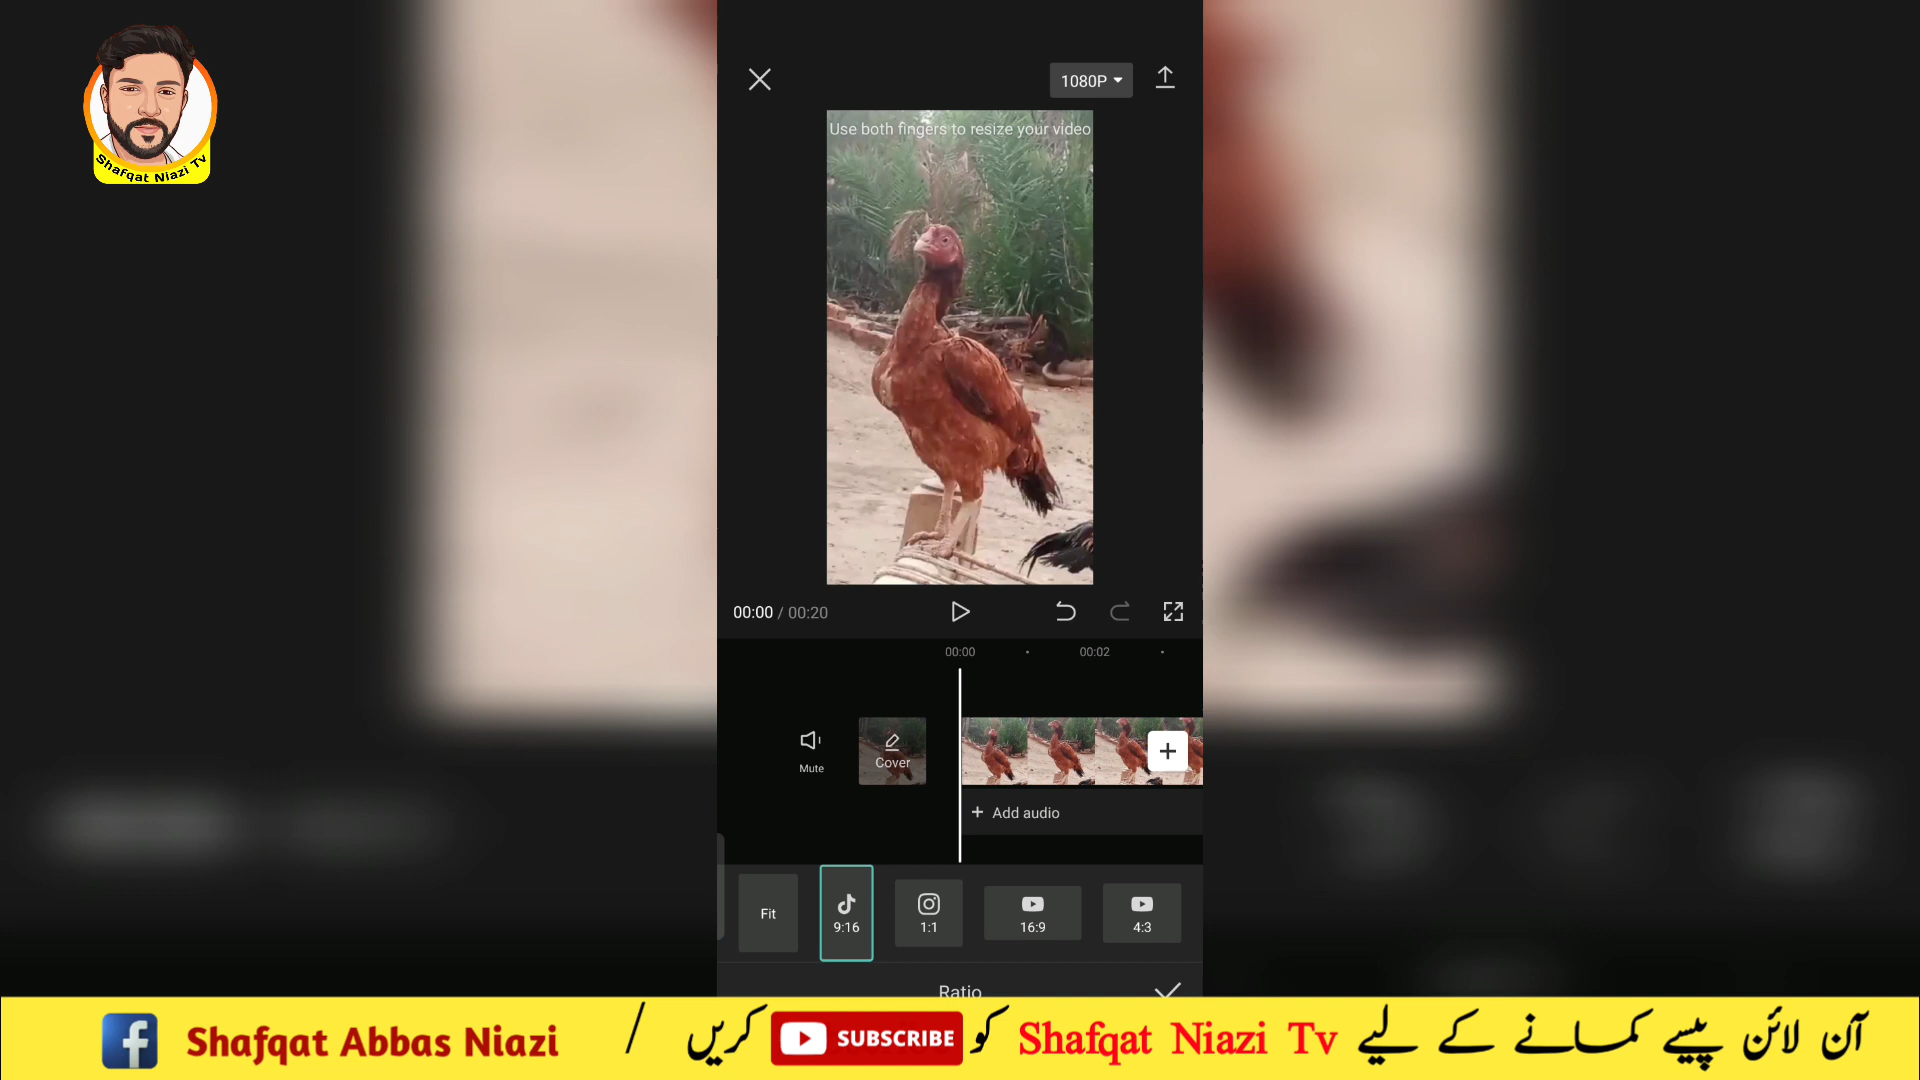 Shafqat Niazi Tv
1080P
Use both fingers to resize your video
00:00 / 00:20
00:00 00:02
Mute
Cover
Add audio
Fit
9:16
1:1
16:9
4:3
Ratio
Shafqat Abbas Niazi / آن لائن پیسے کمانے کے لیے Shafqat Niazi Tv کو SUBSCRIBE کریں